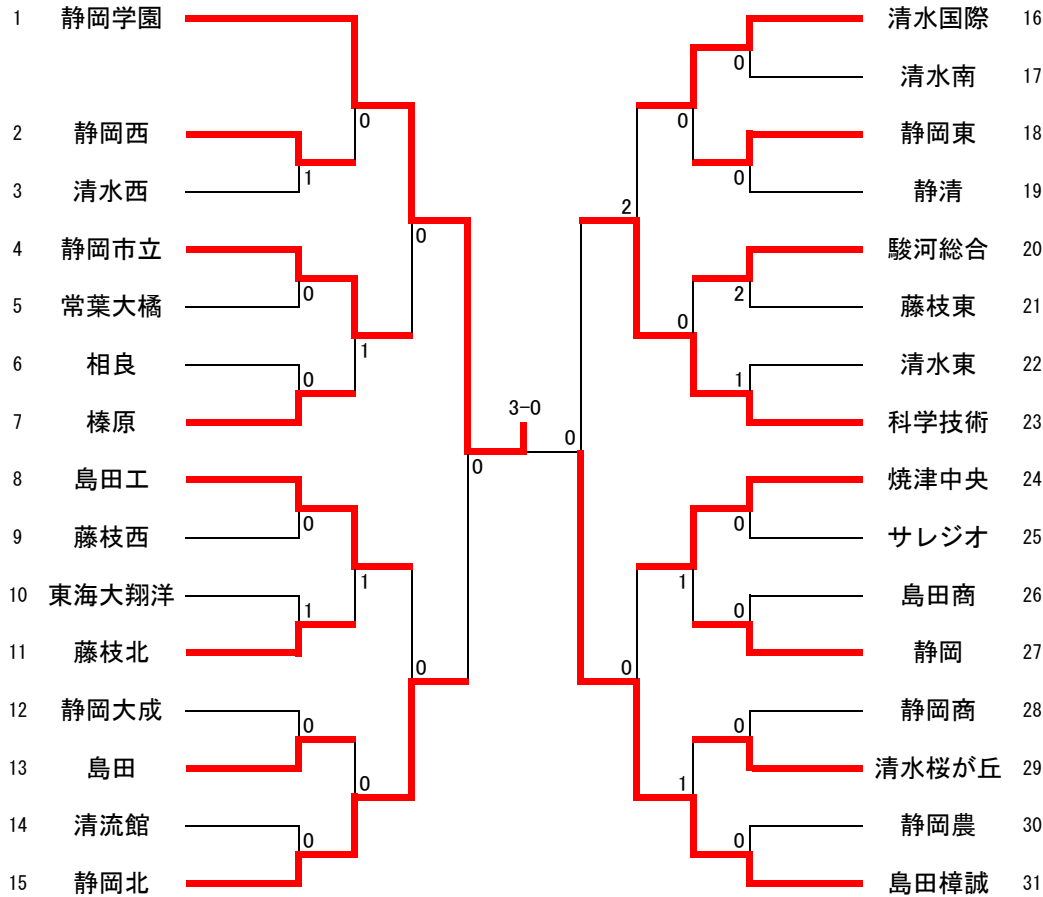 1 静岡学園
2 静岡西
3 清水西
4 静岡市立
5 常葉大橘
6 相良
7 榛原
8 島田工
9 藤枝西
10 東海大翔洋
11 藤枝北
12 静岡大成
13 島田
14 清流館
15 静岡北
0
1
0
0
1
0
0
0
1
1
0
0
0
0
3-0
0
0
2
0
0
0
0
2
1
1
0
0
0
1
0
0
清水国際 16
清水南 17
静岡東 18
静清 19
駿河総合 20
藤枝東 21
清水東 22
科学技術 23
焼津中央 24
サレジオ 25
島田商 26
静岡 27
静岡商 28
清水桜が丘 29
静岡農 30
島田樟誠 31